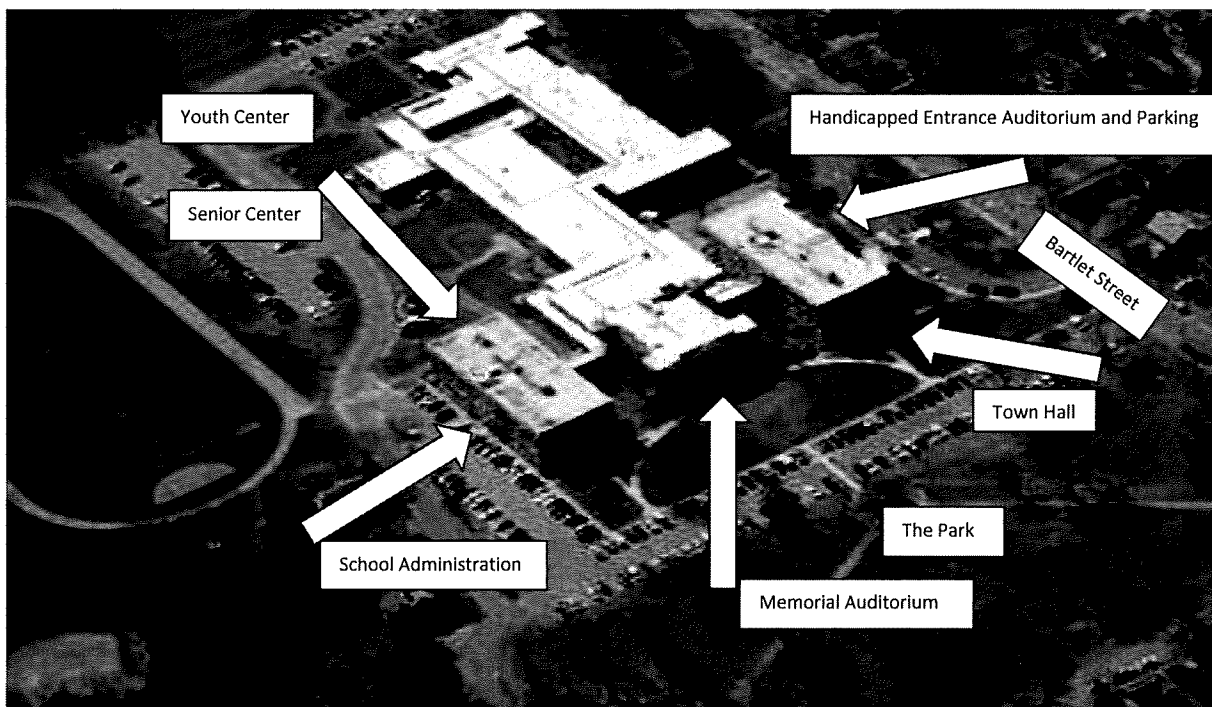 Youth Center
Handicapped Entrance Auditorium and Parking
Senior Center
Bartlet Street
Town Hall
The Park
School Administration
Memorial Auditorium